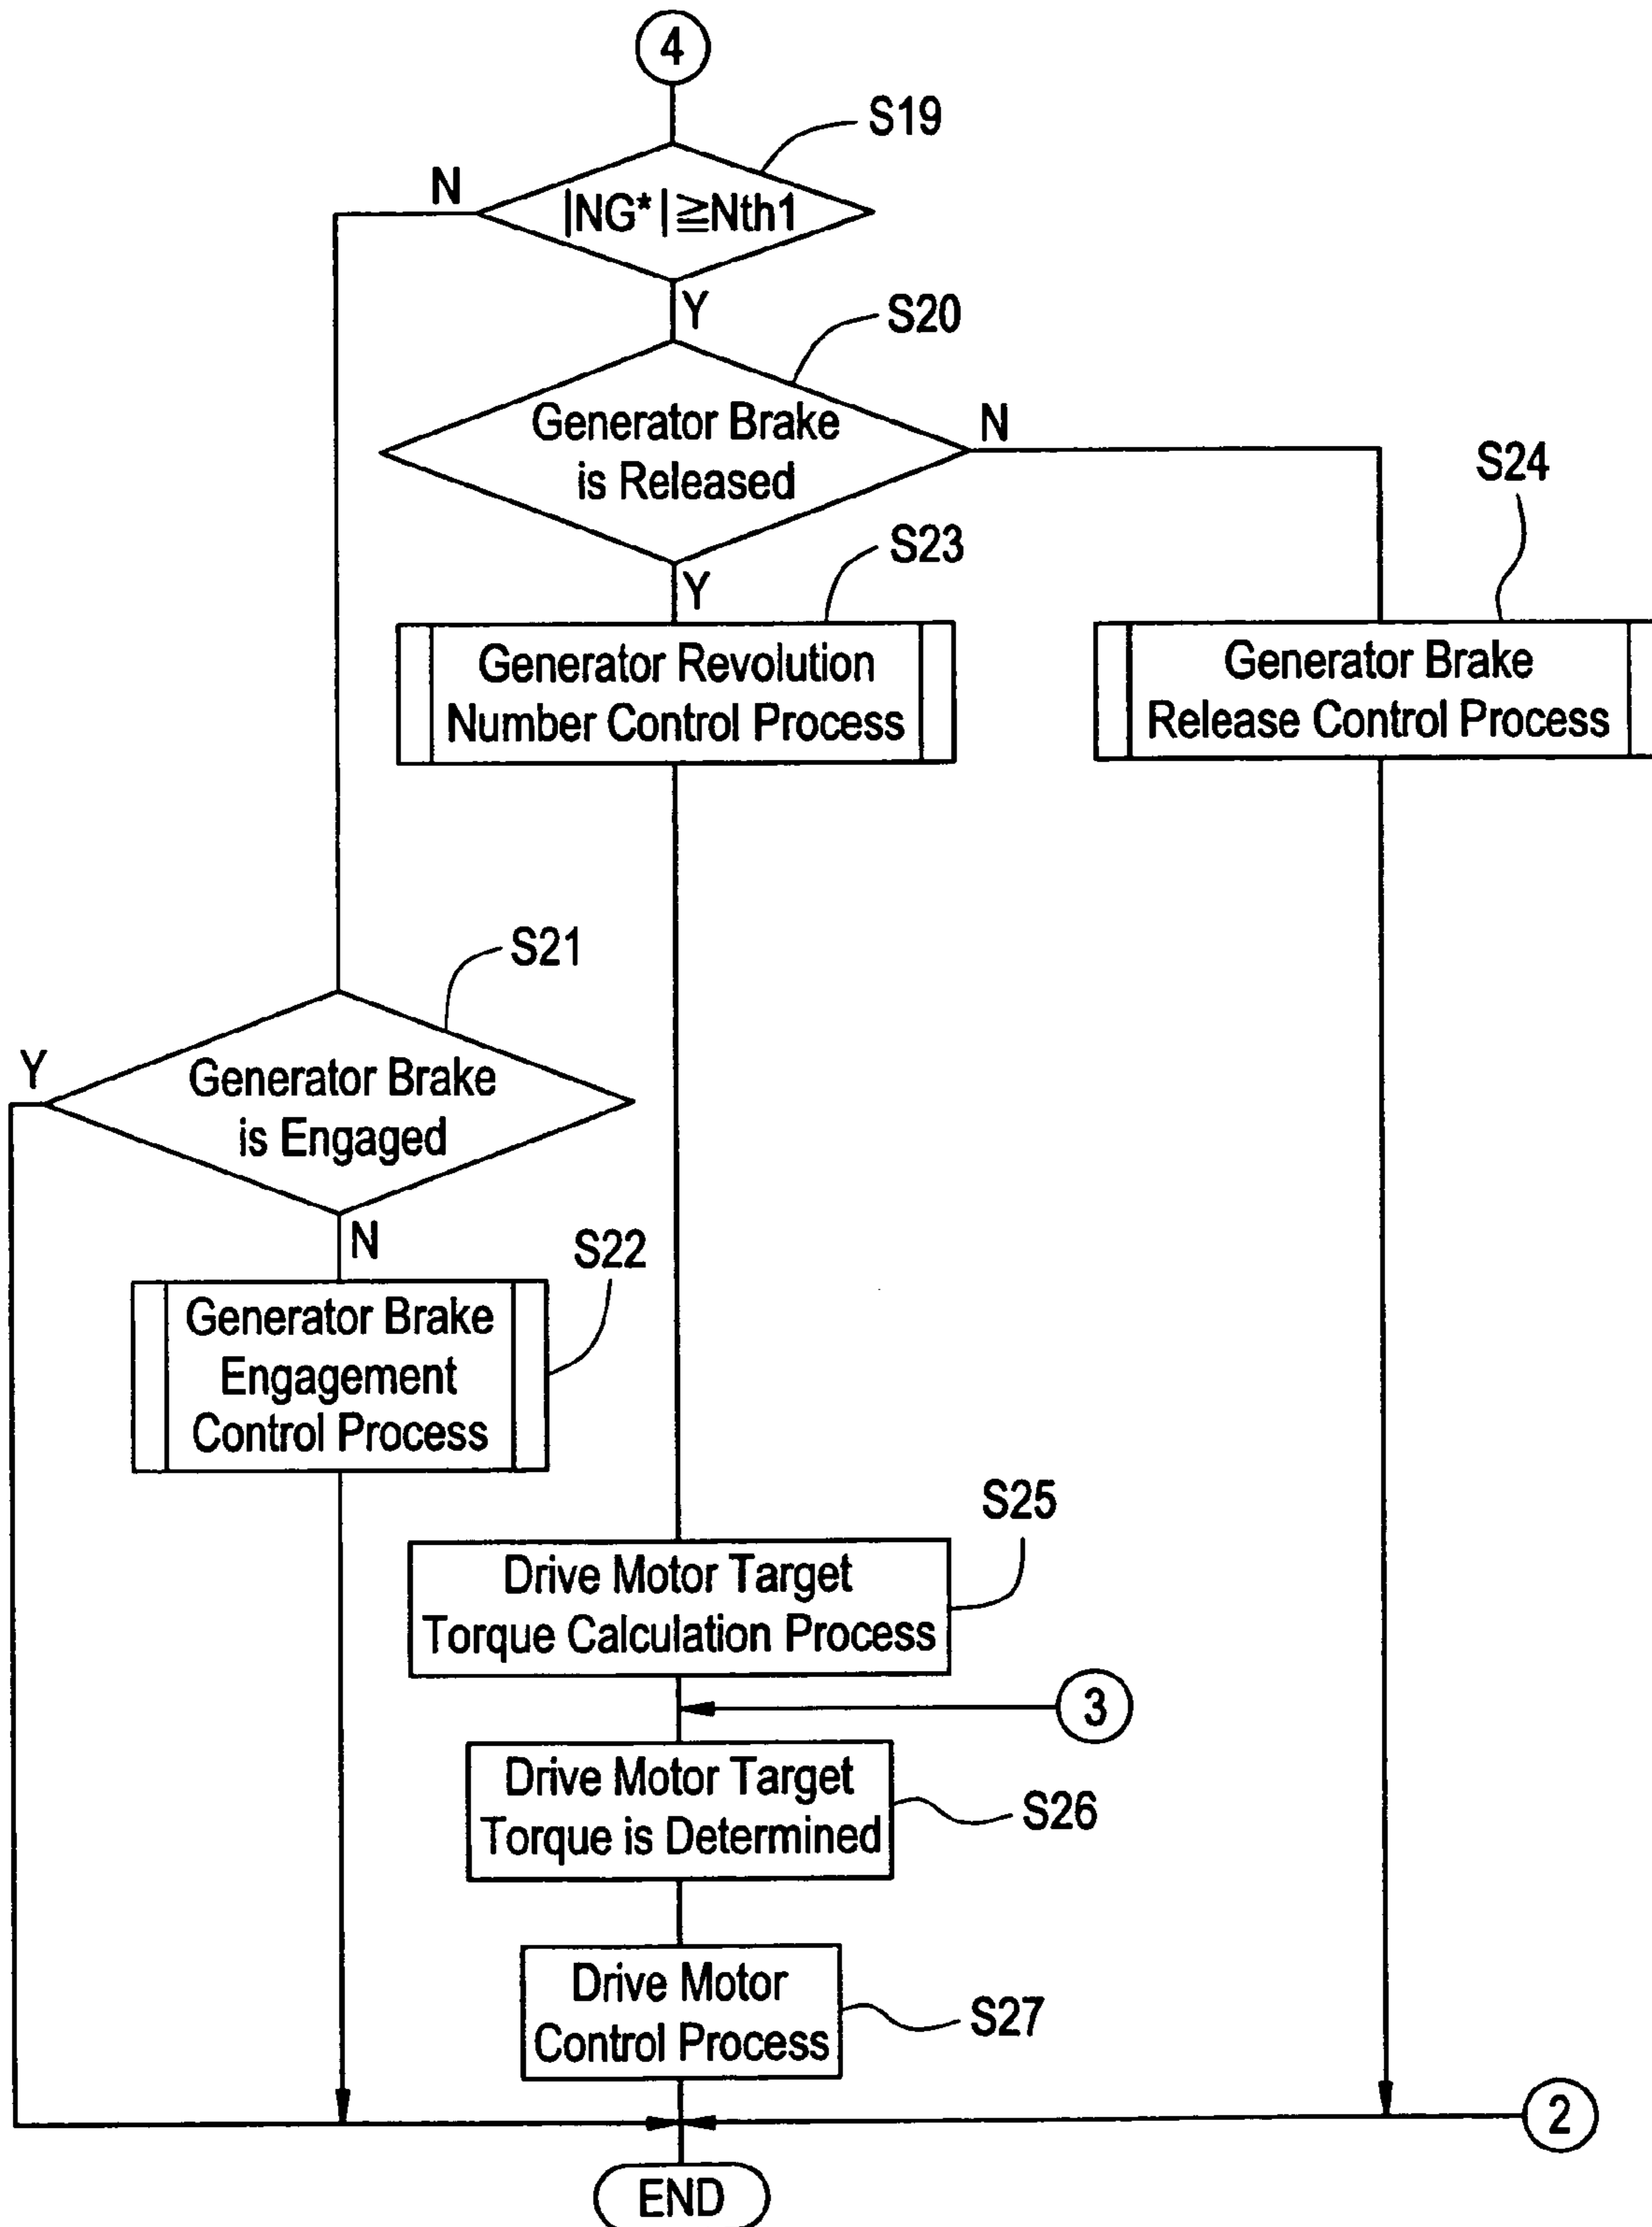 4
S19
N
|NG*|≧Nth1
Y
S20
Generator Brake
is Released
N
S24
S23
Y
Generator Revolution
Number Control Process
Generator Brake
Release Control Process
S21
Y
Generator Brake
is Engaged
N
S22
Generator Brake
Engagement
Control Process
S25
Drive Motor Target
Torque Calculation Process
3
Drive Motor Target
Torque is Determined
S26
Drive Motor
Control Process
S27
2
END